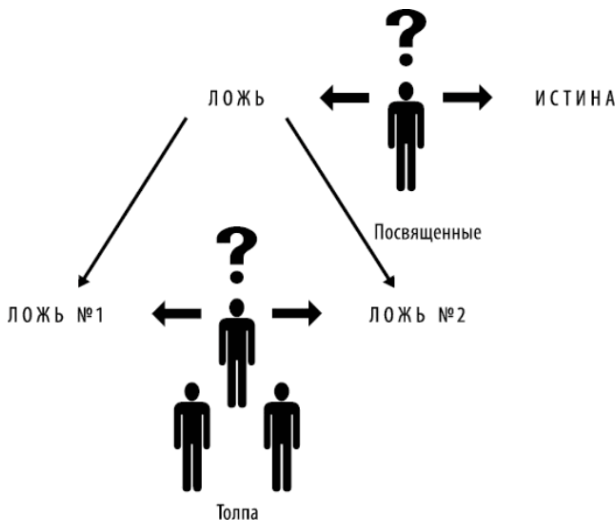 ?
ЛОЖЬ
ИСТИНА
Посвященные
?
ЛОЖЬ №1
ЛОЖЬ №2
Толпа